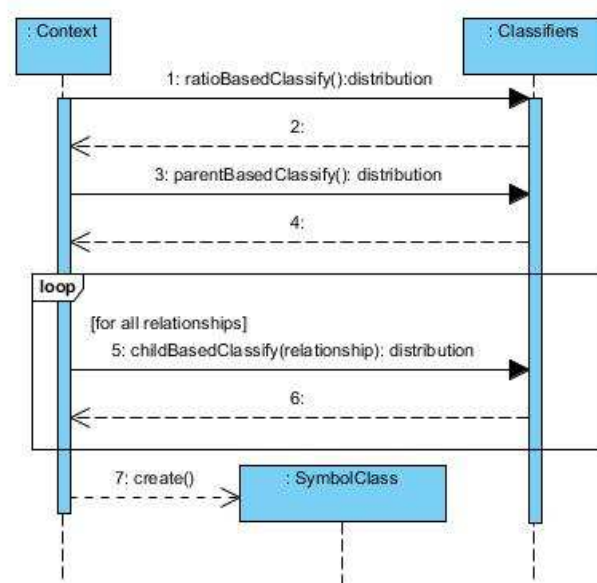 : Context
: Classifiers
1: ratioBasedClassify():distribution
2:
3: parentBasedClassify(): distribution
4:
loop
[for all relationships]
5: childBasedClassify(relationship): distribution
6:
7: create()
: SymbolClass